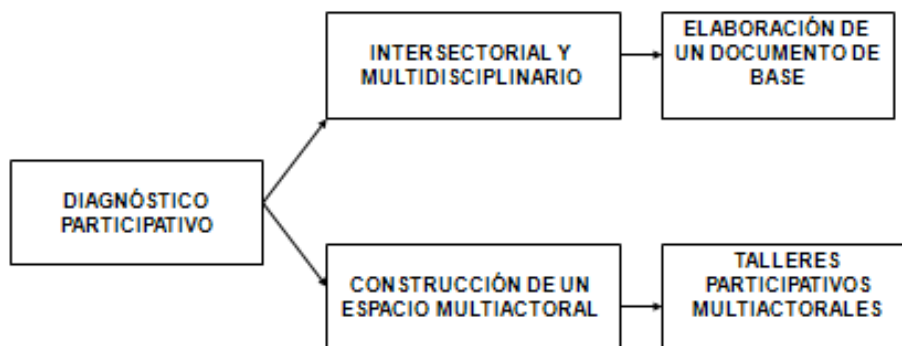 INTERSECTORIAL Y
MULTIDISCIPLINARIO
ELABORACIÓN DE
UN DOCUMENTO DE
BASE
DIAGNÓSTICO
PARTICIPATIVO
CONSTRUCCIÓN DE UN
ESPACIO MULTIACTORAL
TALLERES
PARTICIPATIVOS
MULTIACTORALES